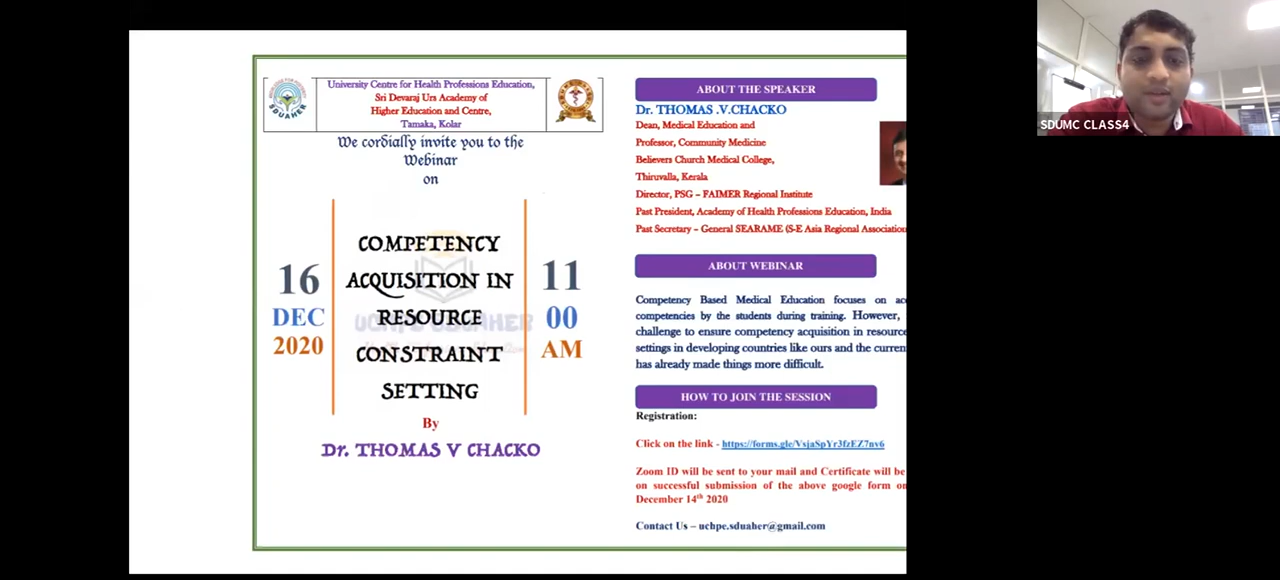 University Centre for Health Professions Education,
Sri Devaraj Urs Academy of
Higher Education and Centre,
Tamaka, Kolar
We cordially invite you to the
Webinar
on
16
DEC
2020
COMPETENCY
ACQUISITION IN
RESOURCE
CONSTRAINT
SETTING
11
00
AM
By
Dr. THOMAS V CHACKO
ABOUT THE SPEAKER
Dr. THOMAS .V.CHACKO
Dean, Medical Education and
Professor, Community Medicine
Believers Church Medical College,
Thiruvalla, Kerala
Director, PSG – FAIMER Regional Institute
Past President, Academy of Health Professions Education, India
Past Secretary – General SEARAME (S-E Asia Regional Association
ABOUT WEBINAR
Competency Based Medical Education focuses on
competencies by the students during training. However,
challenge to ensure competency acquisition in resource
settings in developing countries like ours and the current
has already made things more difficult.
HOW TO JOIN THE SESSION
Registration:
Click on the link - https://forms.gle/VsjaSpYr3fzEZ7nv6
Zoom ID will be sent to your mail and Certificate will be
on successful submission of the above google form on
December 14th 2020
Contact Us – uchpe.sduaher@gmail.com
SDUMC CLASS4